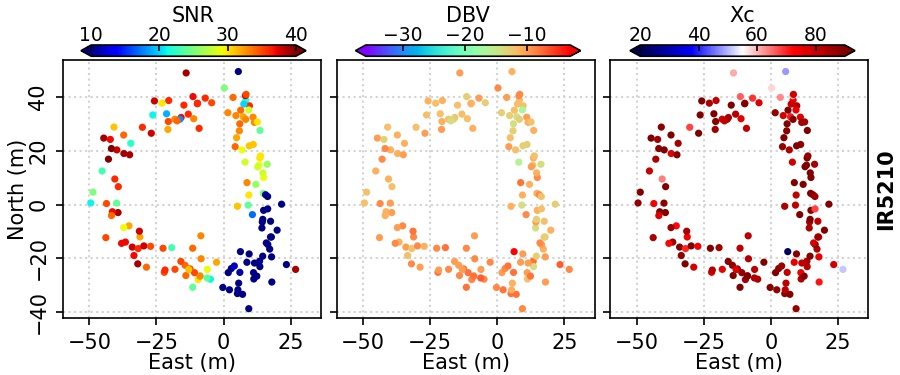 SNR DBV Xc
10 20 30 40 −30 −20 −10 20 40 60 80
40
20
0
−20
−40
North (m)
−50 −25 0 25 −50 −25 0 25 −50 −25 0 25
East (m) East (m) East (m)
IR5210